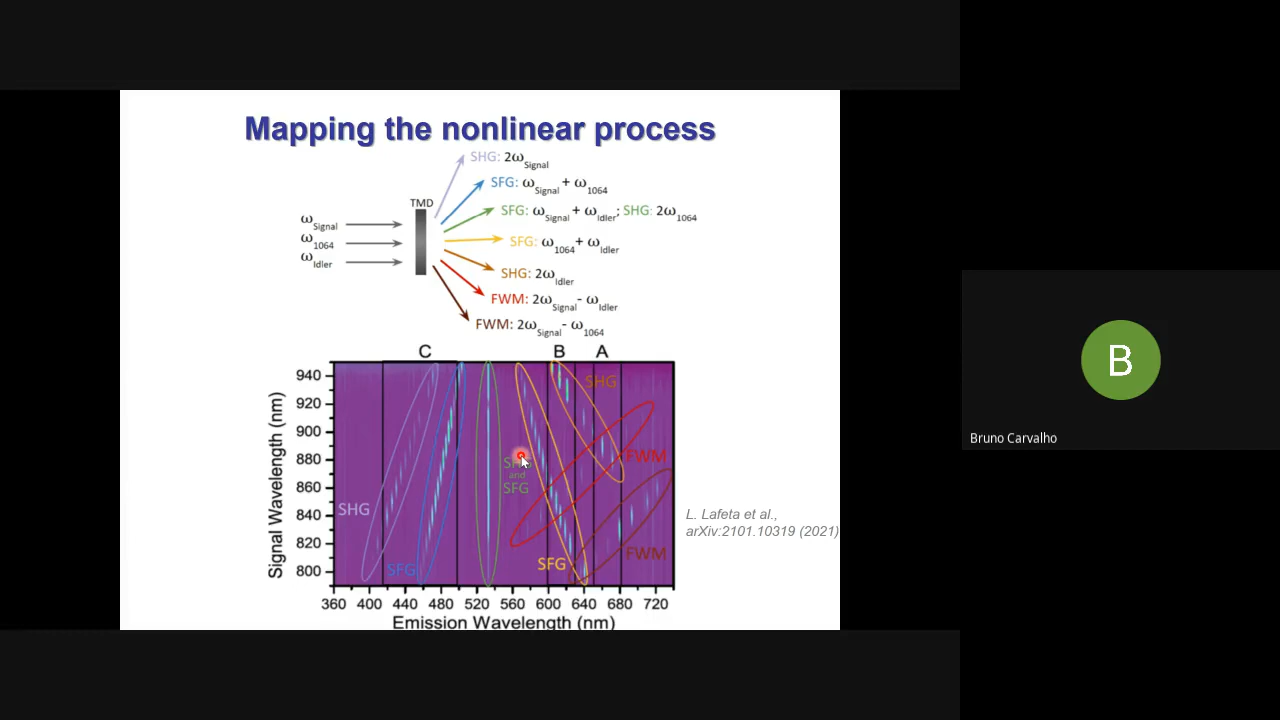 Mapping the nonlinear process
SHG: 2ωSignal
SFG: ωSignal + ω1064
TMD
SFG: ωSignal + ωIdler; SHG: 2ω1064
ωSignal
ω1064
ωIdler
SFG: ω1064 + ωIdler
SHG: 2ωIdler
FWM: 2ωSignal - ωIdler
FWM: 2ωSignal - ω1064
C B A
Signal Wavelength (nm)
940
920
900
880
860
840
820
800
SHG
FWM
SHG
and
SFG
SHG
SFG
SFG
FWM
360 400 440 480 520 560 600 640 680 720
Emission Wavelength (nm)
L. Lafeta et al.,
arXiv:2101.10319 (2021)
B
Bruno Carvalho